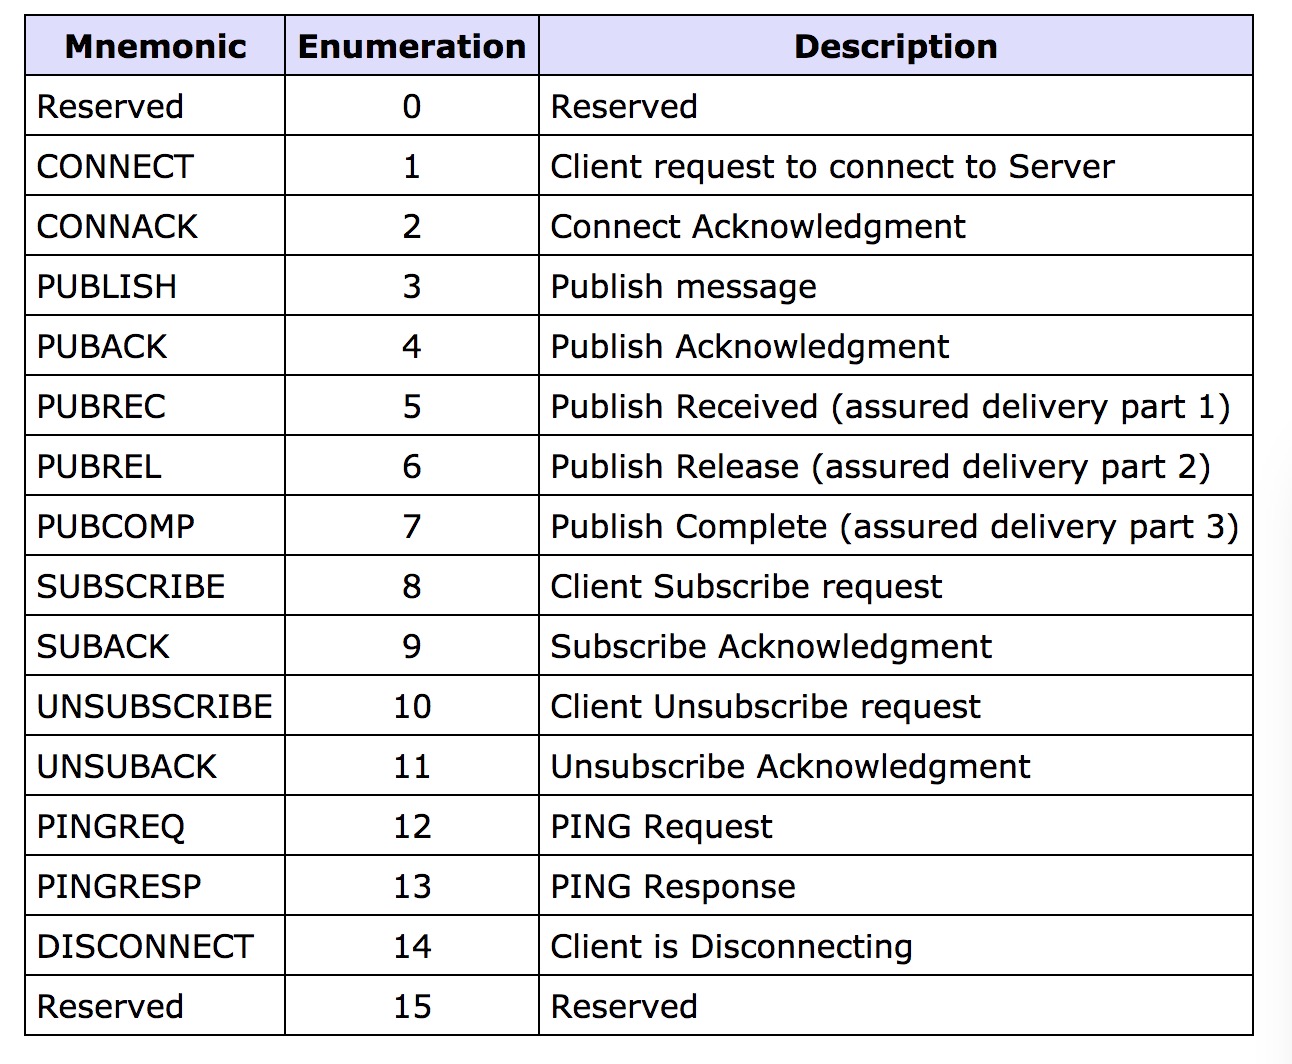 Mnemonic Enumeration Description
Reserved 0 Reserved
CONNECT 1 Client request to connect to Server
CONNACK 2 Connect Acknowledgment
PUBLISH 3 Publish message
PUBACK 4 Publish Acknowledgment
PUBREC 5 Publish Received (assured delivery part 1)
PUBREL 6 Publish Release (assured delivery part 2)
PUBCOMP 7 Publish Complete (assured delivery part 3)
SUBSCRIBE 8 Client Subscribe request
SUBACK 9 Subscribe Acknowledgment
UNSUBSCRIBE 10 Client Unsubscribe request
UNSUBACK 11 Unsubscribe Acknowledgment
PINGREQ 12 PING Request
PINGRESP 13 PING Response
DISCONNECT 14 Client is Disconnecting
Reserved 15 Reserved